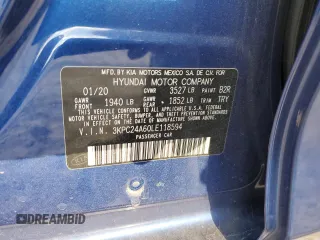 MFD BY KIA MOTORS MEXICO S.A. DE C.V. FOR
HYUNDAI MOTOR COMPANY
01/20 GVWR 3527 LB PAINT B2R
GAWR FRONT 1940 LB GAWR REAR 1852 LB TRIM TRY
THIS VEHICLE CONFORMS TO ALL APPLICABLE
FEDERAL MOTOR VEHICLE SAFETY, BUMPER,
AND THEFT PREVENTION STANDARDS IN EFFECT
ON THE DATE OF MANUFACTURE SHOWN ABOVE
V.I.N. 3KPC24A60LE118594
PASSENGER CAR
DREAMBID